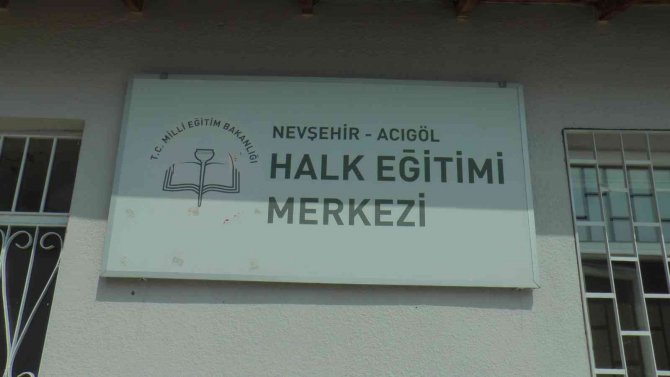 T.C. MİLLİ EĞİTİM BAKANLIĞI
NEVŞEHİR - ACIGÖL
HALK EĞİTİMİ
MERKEZİ